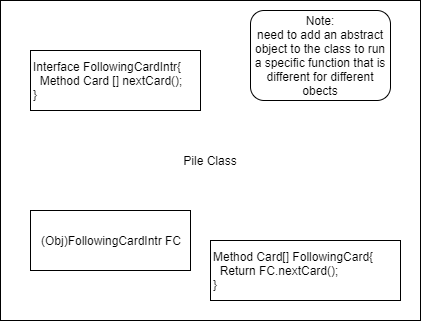 Note:
need to add an abstract
object to the class to run
a specific function that is
different for different
obects
Interface FollowingCardIntr{
Method Card [] nextCard();
}
Pile Class
(Obj)FollowingCardIntr FC
Method Card[] FollowingCard{
Return FC.nextCard();
}